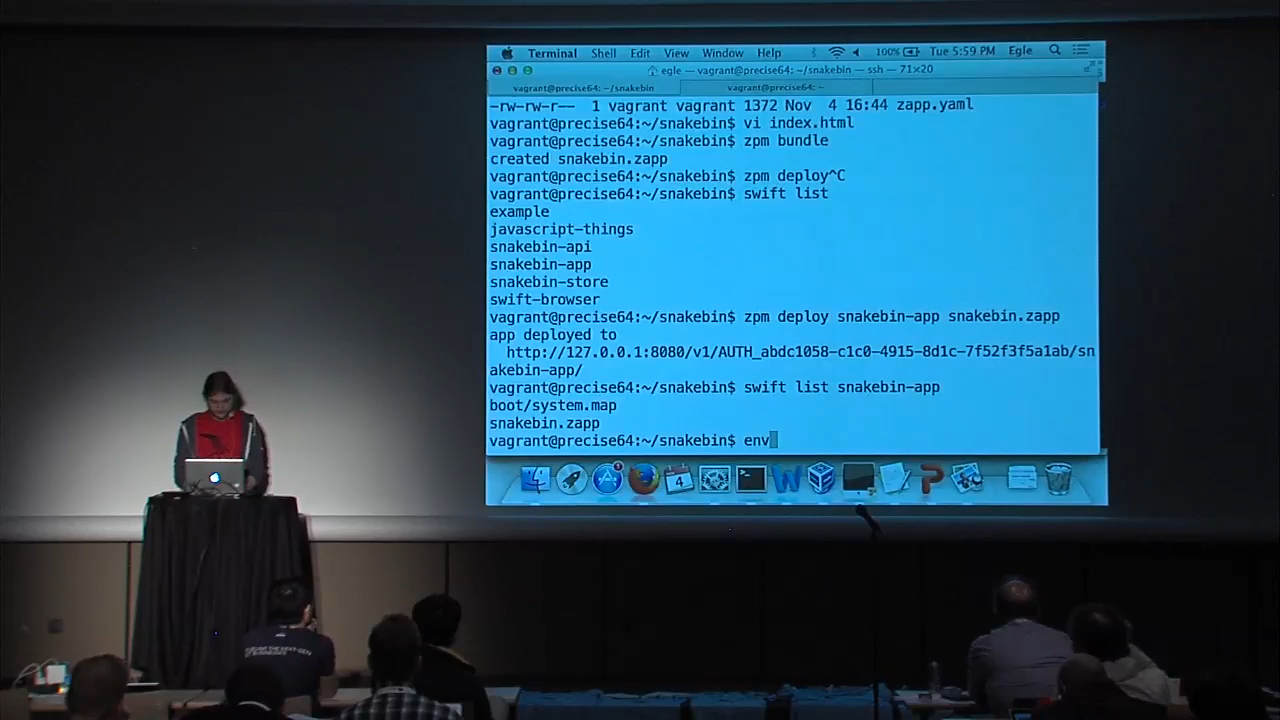 Terminal Shell Edit View Window Help 100% Tue 5:59 PM Egle
egle — vagrant@precise64: ~/snakebin — ssh — 71×20
vagrant@precise64: ~/snakebin vagrant@precise64: ~
-rw-rw-r-- 1 vagrant vagrant 1372 Nov 4 16:44 zapp.yaml
vagrant@precise64:~/snakebin$ vi index.html
vagrant@precise64:~/snakebin$ zpm bundle
created snakebin.zapp
vagrant@precise64:~/snakebin$ zpm deploy^C
vagrant@precise64:~/snakebin$ swift list
example
javascript-things
snakebin-api
snakebin-app
snakebin-store
swift-browser
vagrant@precise64:~/snakebin$ zpm deploy snakebin-app snakebin.zapp
app deployed to
http://127.0.0.1:8080/v1/AUTH_abdc1058-c1c0-4915-8d1c-7f52f3f5a1ab/sn
akebin-app/
vagrant@precise64:~/snakebin$ swift list snakebin-app
boot/system.map
snakebin.zapp
vagrant@precise64:~/snakebin$ env
4